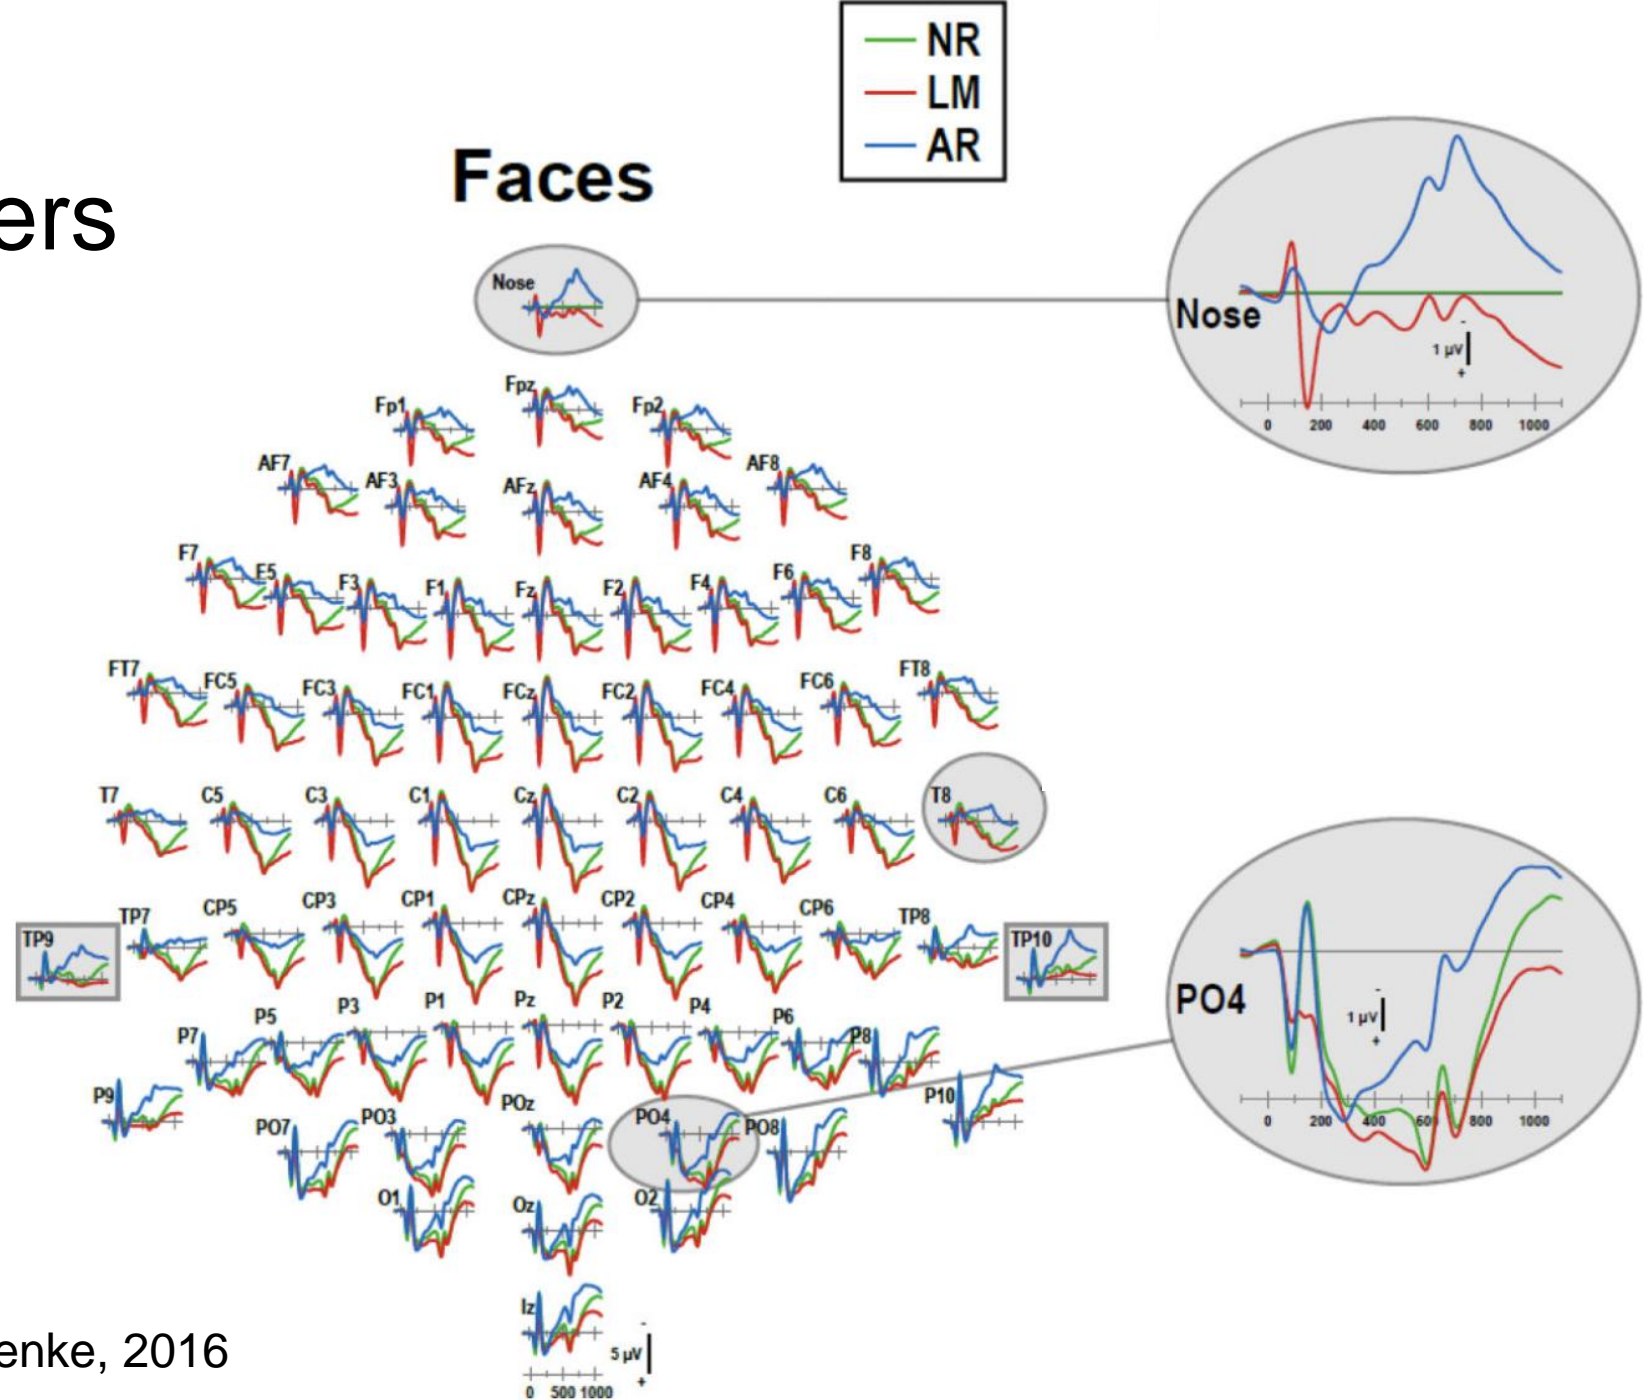 NR
LM
AR
Faces
ers
Nose
Nose
1 µV
-
+
0 200 400 600 800 1000
Fp1 Fpz Fp2
AF7 AF3 AFz AF4 AF8
F7 F5 F3 F1 Fz F2 F4 F6 F8
FT7 FC5 FC3 FC1 FCz FC2 FC4 FC6 FT8
T7 C5 C3 C1 Cz C2 C4 C6 T8
TP9 TP7 CP5 CP3 CP1 CPz CP2 CP4 CP6 TP8 TP10
P7 P5 P3 P1 Pz P2 P4 P6 P8
P9 P10
PO7 PO3 POz PO4 PO8
O1 Oz O2
Iz
5 µV
-
+
0 500 1000
PO4
1 µV
-
+
0 200 400 600 800 1000
enke, 2016